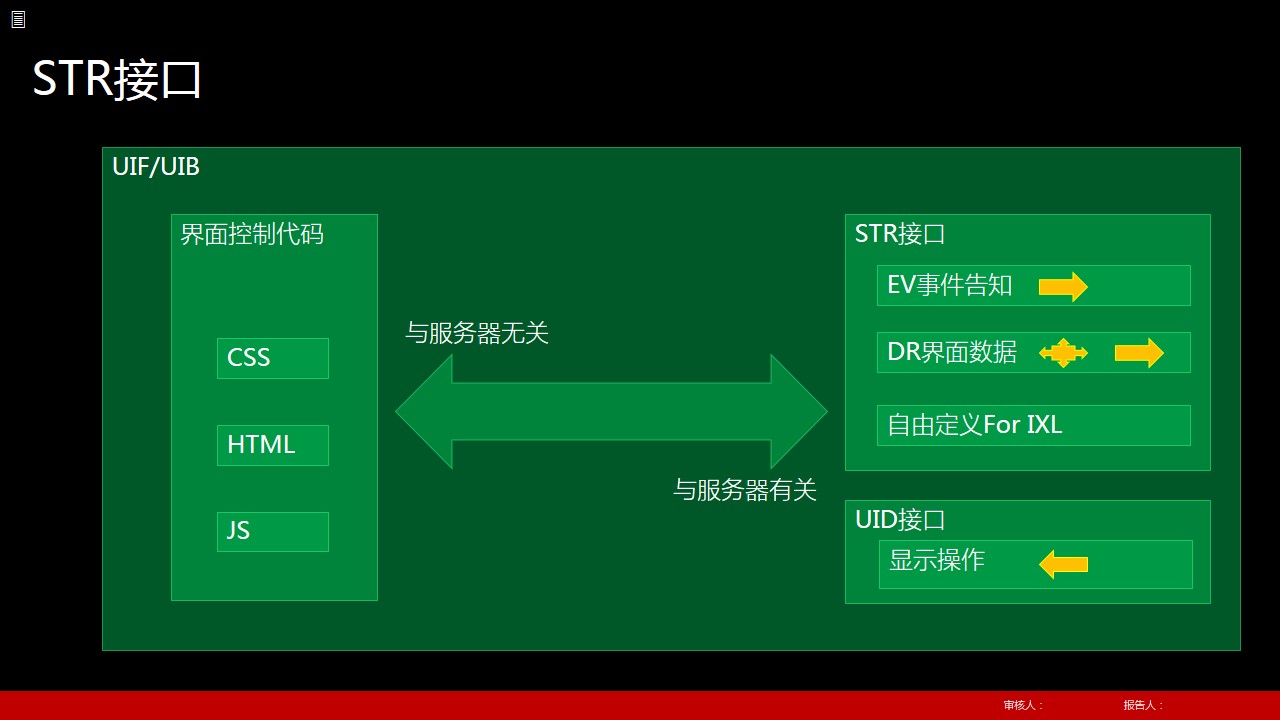 STR接口
UIF/UIB
界面控制代码
CSS
HTML
JS
与服务器无关
与服务器有关
STR接口
EV事件告知
DR界面数据
自由定义For IXL
UID接口
显示操作
审核人：
报告人：